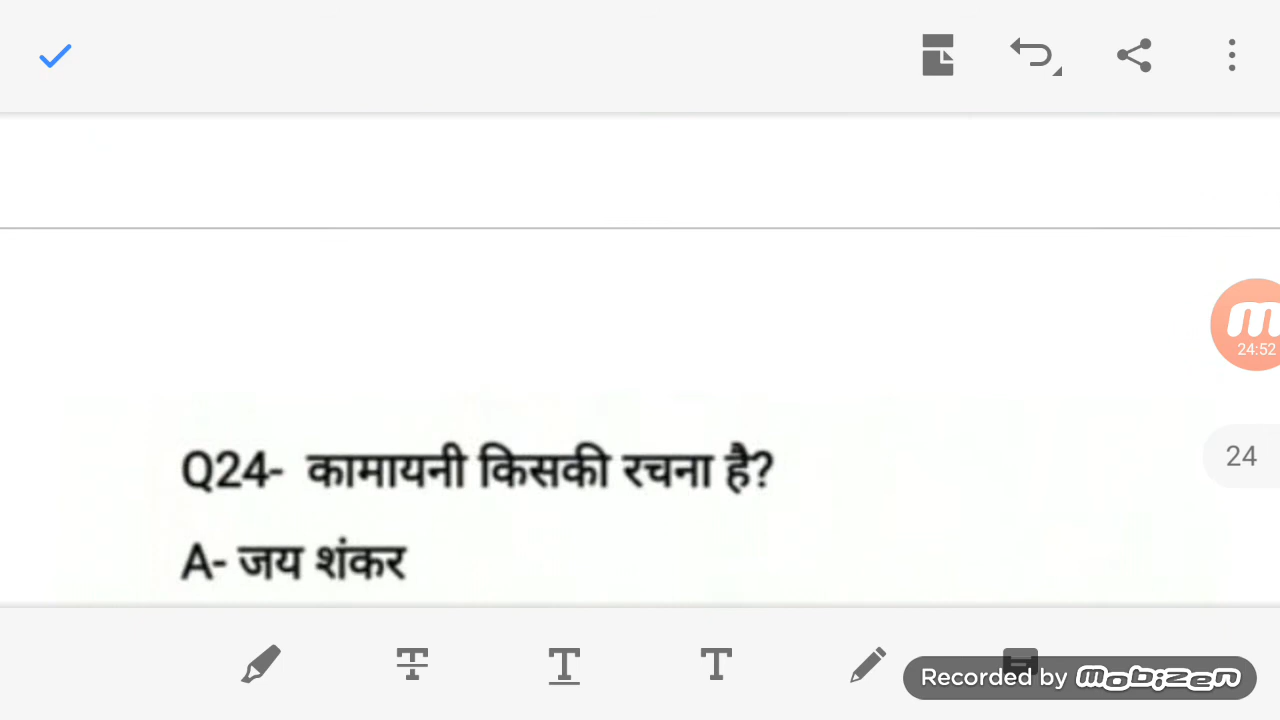 24:52
24
Q24- कामायनी किसकी रचना है?
A- जय शंकर
Recorded by mobizen